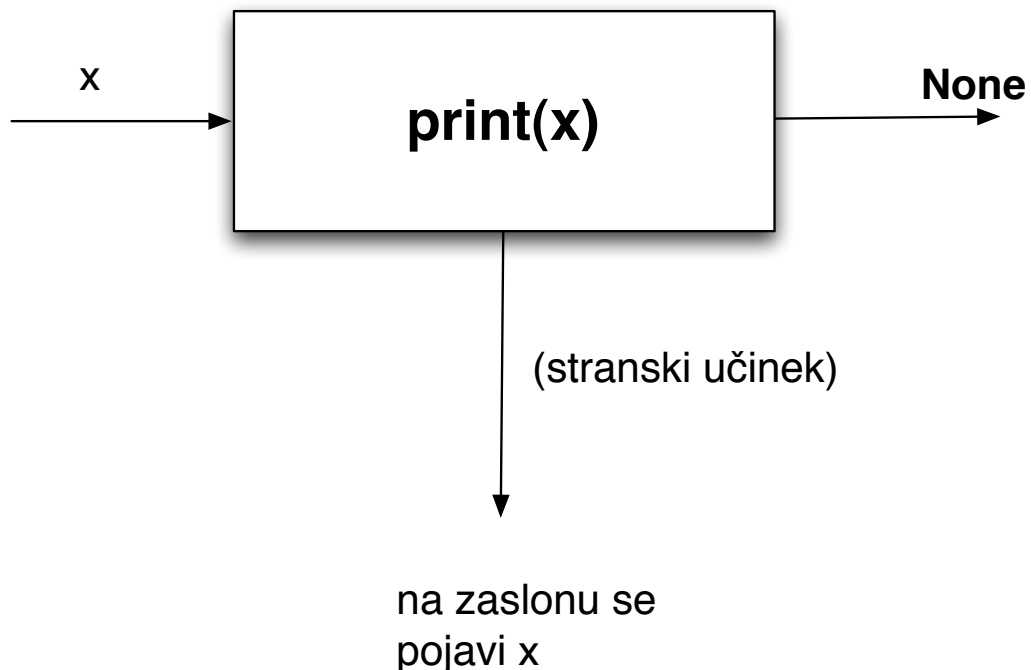 x
print(x)
None
(stranski učinek)
na zaslonu se
pojavi x